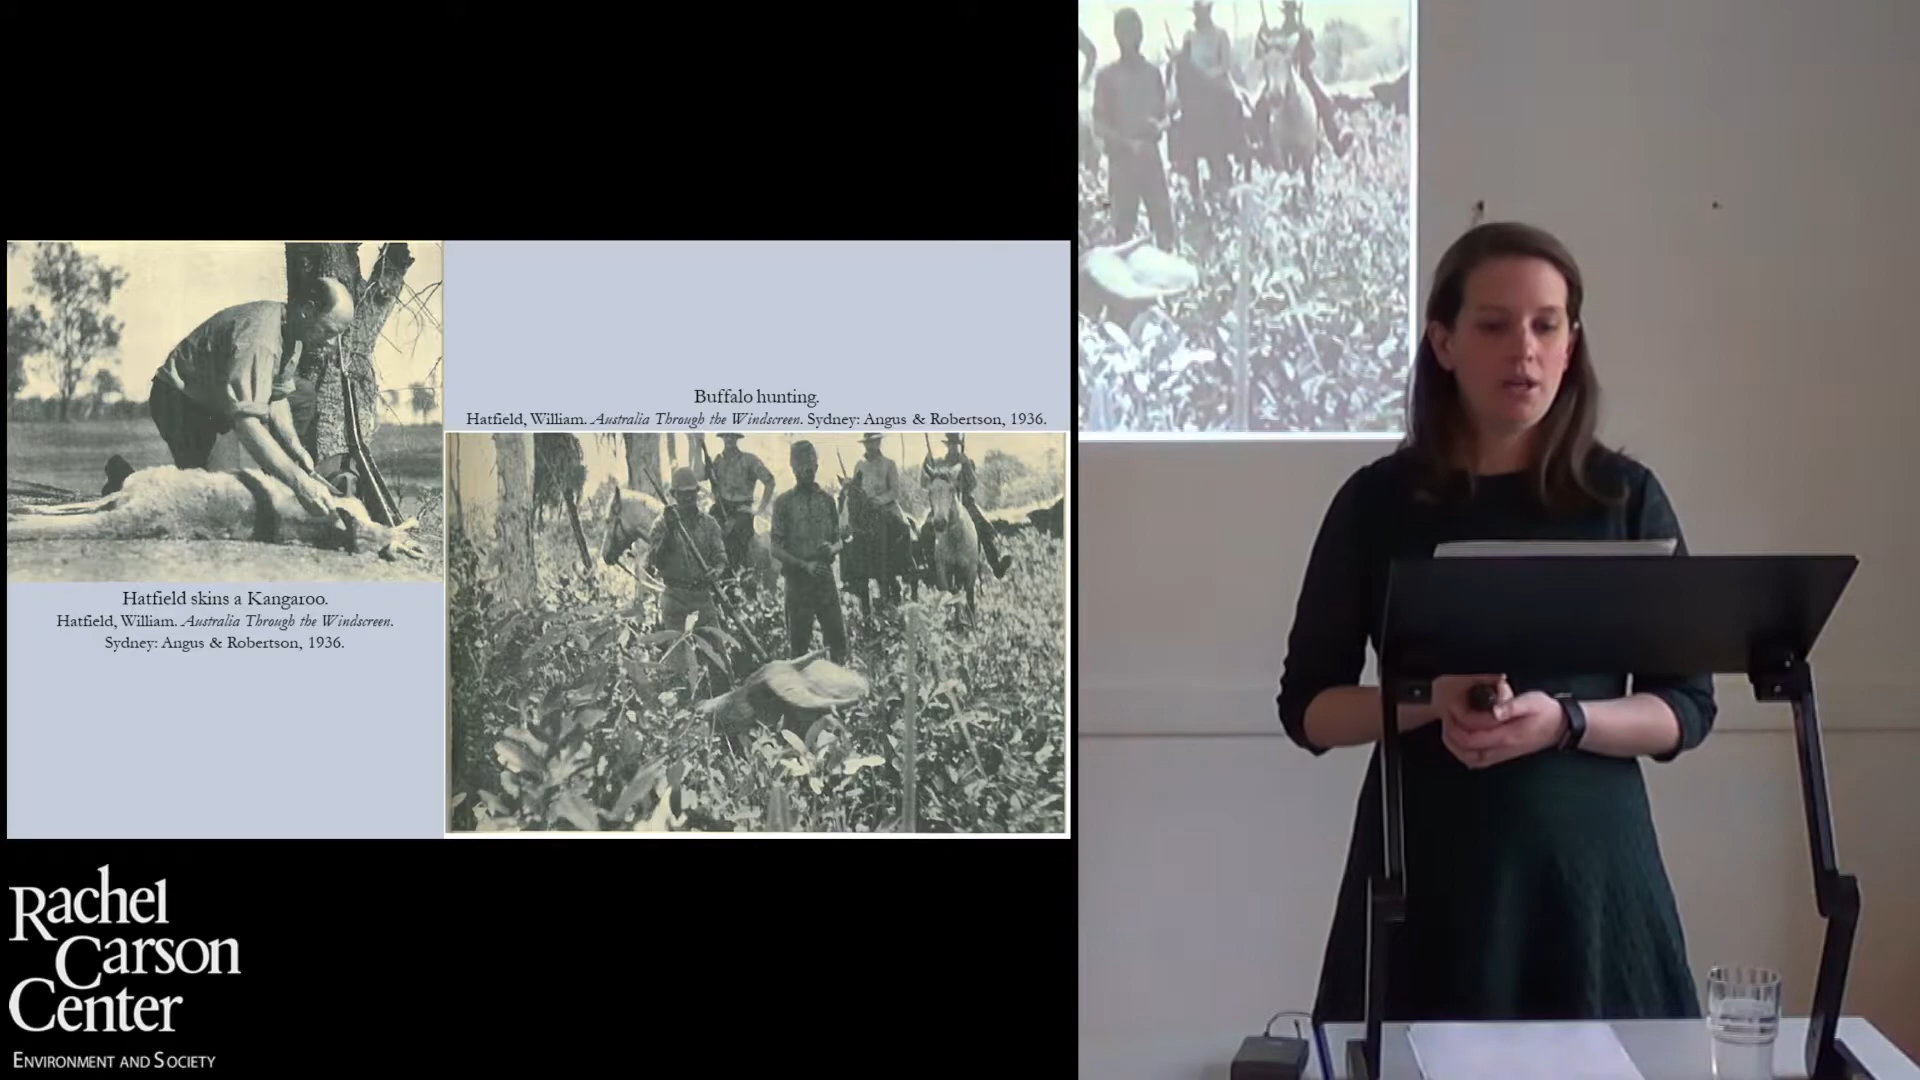 Buffalo hunting.
Hatfield, William. Australia Through the Windscreen. Sydney: Angus & Robertson, 1936.
Hatfield skins a Kangaroo.
Hatfield, William. Australia Through the Windscreen.
Sydney: Angus & Robertson, 1936.
Rachel
Carson
Center
ENVIRONMENT AND SOCIETY